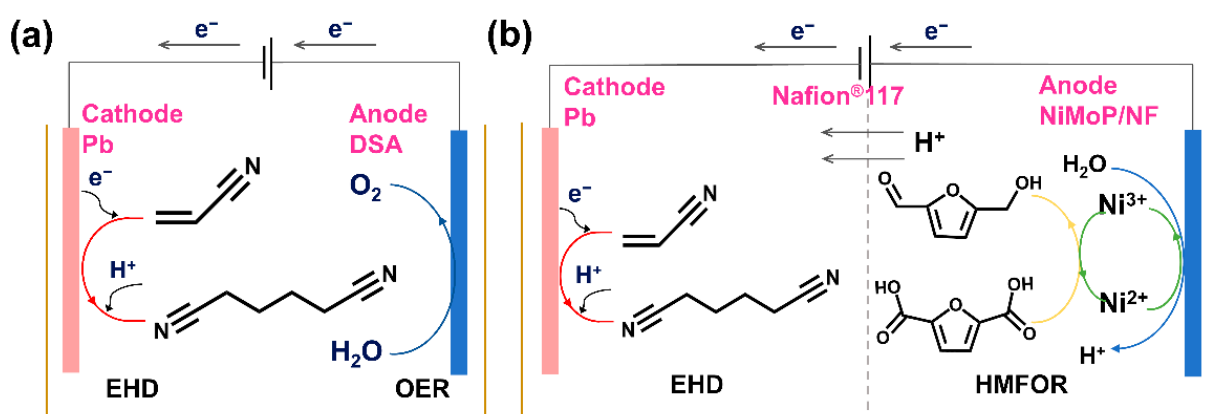 (a)
e⁻
e⁻
Cathode
Pb
Anode
DSA
e⁻
N
O₂
H⁺
N
N
H₂O
EHD
OER
(b)
e⁻
e⁻
Cathode
Pb
Nafion®117
Anode
NiMoP/NF
H⁺
H₂O
e⁻
N
O
O
OH
Ni³⁺
H⁺
N
N
HO
O
O
OH
O
Ni²⁺
H⁺
EHD
HMFOR